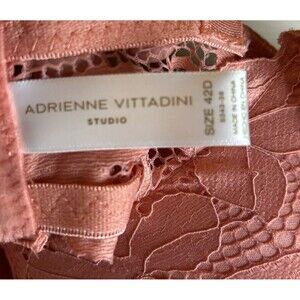 ADRIENNE VITTADINI
STUDIO
SIZE 42D
MADE IN CHINA